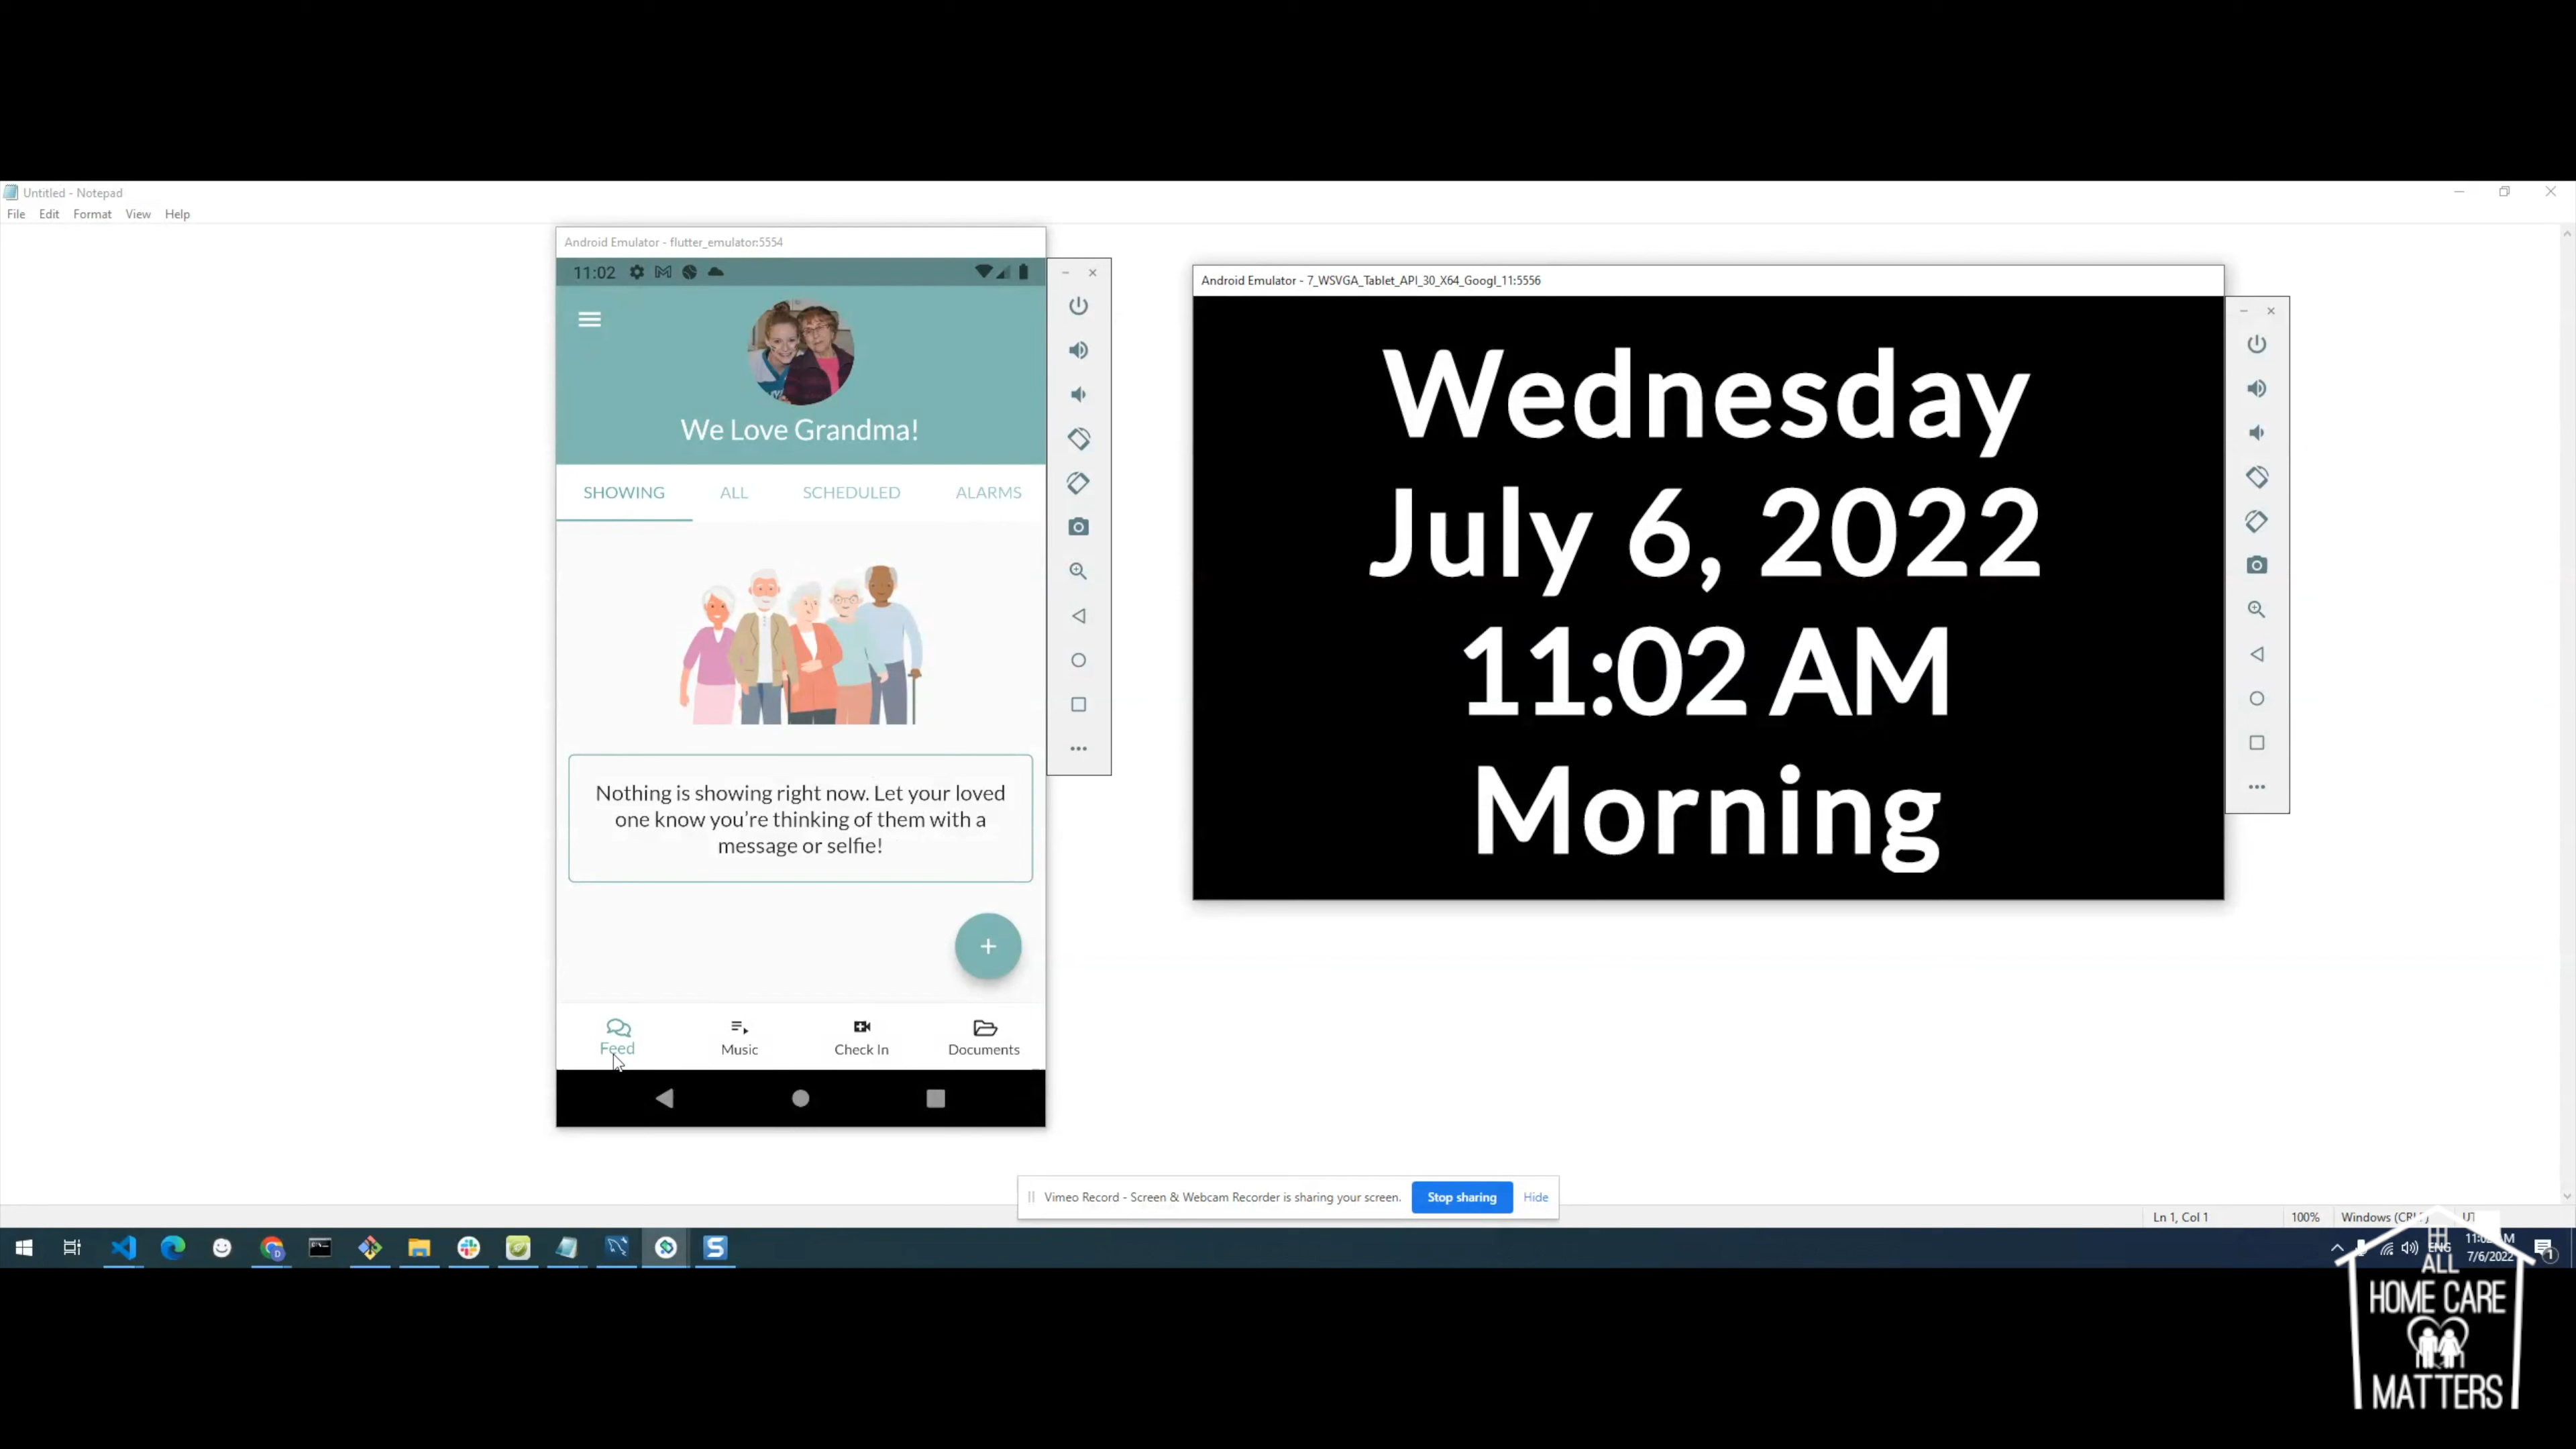 Untitled - Notepad
File Edit Format View Help
Android Emulator - flutter_emulator:5554
11:02
We Love Grandma!
SHOWING ALL SCHEDULED ALARMS
Nothing is showing right now. Let your loved
one know you're thinking of them with a
message or selfie!
+
Feed Music Check In Documents
Android Emulator - 7_WSVGA_Tablet_API_30_X64_Googl_11:5556
Wednesday
July 6, 2022
11:02 AM
Morning
Vimeo Record - Screen & Webcam Recorder is sharing your screen. Stop sharing Hide
Ln 1, Col 1 100% Windows
ENG
7/6/2022
1
ALL
HOME CARE
MATTERS